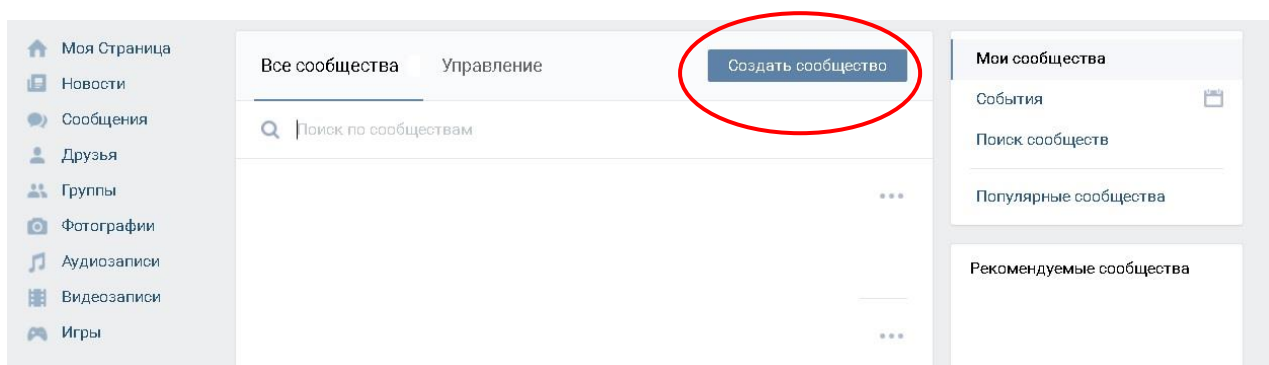 Моя Страница
Новости
Сообщения
Друзья
Группы
Фотографии
Аудиозаписи
Видеозаписи
Игры
Все сообщества Управление Создать сообщество
Поиск по сообществам
Мои сообщества
События
Поиск сообществ
Популярные сообщества
Рекомендуемые сообщества